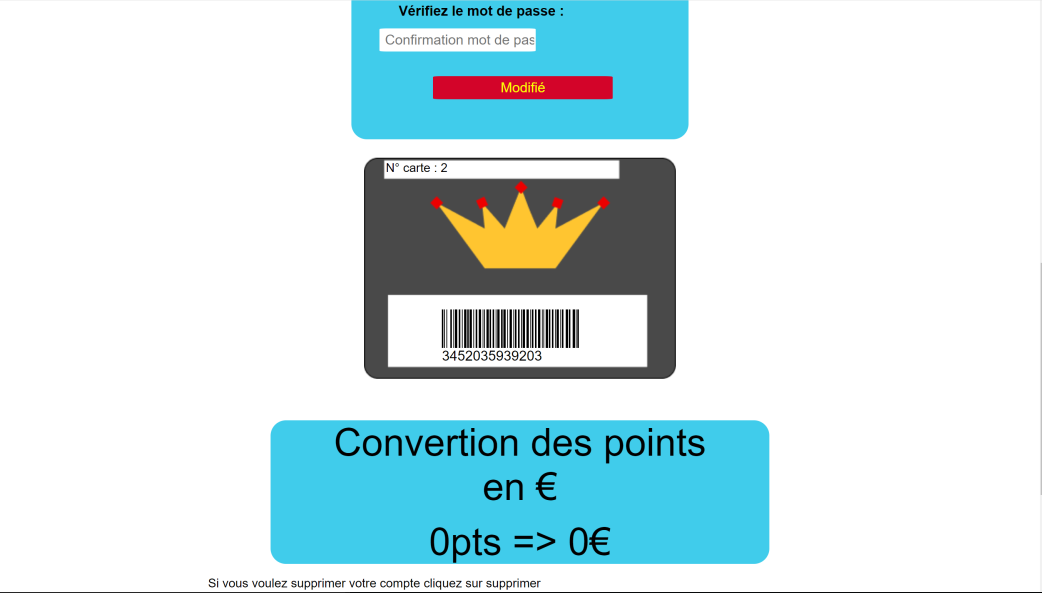 Vérifiez le mot de passe :
Confirmation mot de pas
Modifié
N° carte : 2
3452035939203
Convertion des points
en €
0pts => 0€
Si vous voulez supprimer votre compte cliquez sur supprimer